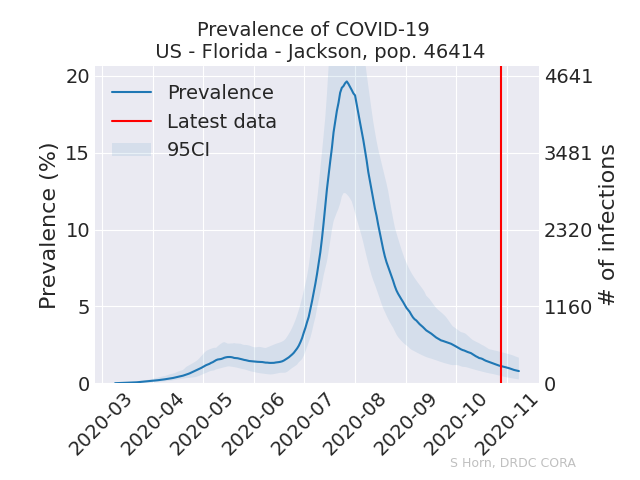 Prevalence of COVID-19
US - Florida - Jackson, pop. 46414
Prevalence
Latest data
95CI
Prevalence (%)
20
15
10
5
0
4641
3481
2320
1160
0
# of infections
2020-03
2020-04
2020-05
2020-06
2020-07
2020-08
2020-09
2020-10
2020-11
S Horn, DRDC CORA